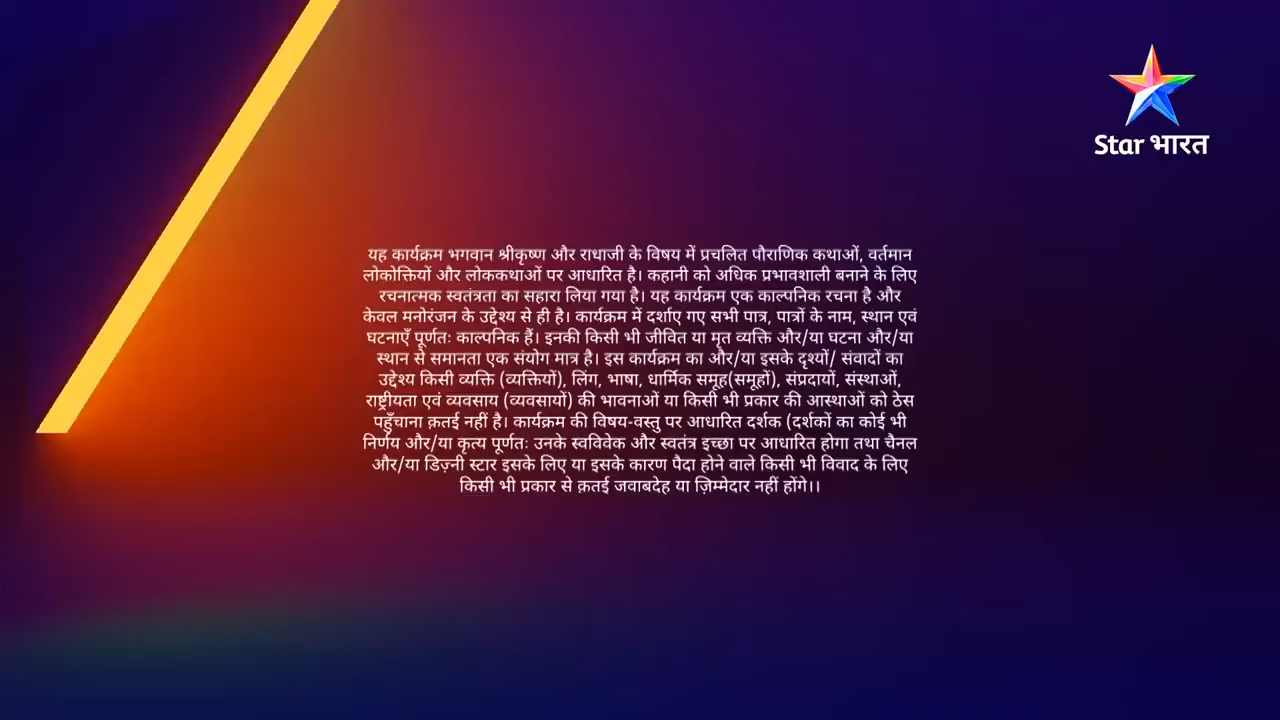 Star भारत
यह कार्यक्रम भगवान श्रीकृष्ण और राधाजी के विषय में प्रचलित पौराणिक कथाओं, वर्तमान
लोकोक्तियों और लोककथाओं पर आधारित है। कहानी को अधिक प्रभावशाली बनाने के लिए
रचनात्मक स्वतंत्रता का सहारा लिया गया है। यह कार्यक्रम एक काल्पनिक रचना है और
केवल मनोरंजन के उद्देश्य से ही है। कार्यक्रम में दर्शाए गए सभी पात्र, पात्रों के नाम, स्थान एवं
घटनाएँ पूर्णतः काल्पनिक हैं। इनकी किसी भी जीवित या मृत व्यक्ति और/या घटना और/या
स्थान से समानता एक संयोग मात्र है। इस कार्यक्रम का और/या इसके दृश्यों/ संवादों का
उद्देश्य किसी व्यक्ति (व्यक्तियों), लिंग, भाषा, धार्मिक समूह(समूहों), संप्रदायों, संस्थाओं,
राष्ट्रीयता एवं व्यवसाय (व्यवसायों) की भावनाओं या किसी भी प्रकार की आस्थाओं को ठेस
पहुँचाना क़तई नहीं है। कार्यक्रम की विषय-वस्तु पर आधारित दर्शक (दर्शकों का कोई भी
निर्णय और/या कृत्य पूर्णतः उनके स्वविवेक और स्वतंत्र इच्छा पर आधारित होगा तथा चैनल
और/या डिज़्नी स्टार इसके लिए या इसके कारण पैदा होने वाले किसी भी विवाद के लिए
किसी भी प्रकार से क़तई जवाबदेह या ज़िम्मेदार नहीं होंगे।।